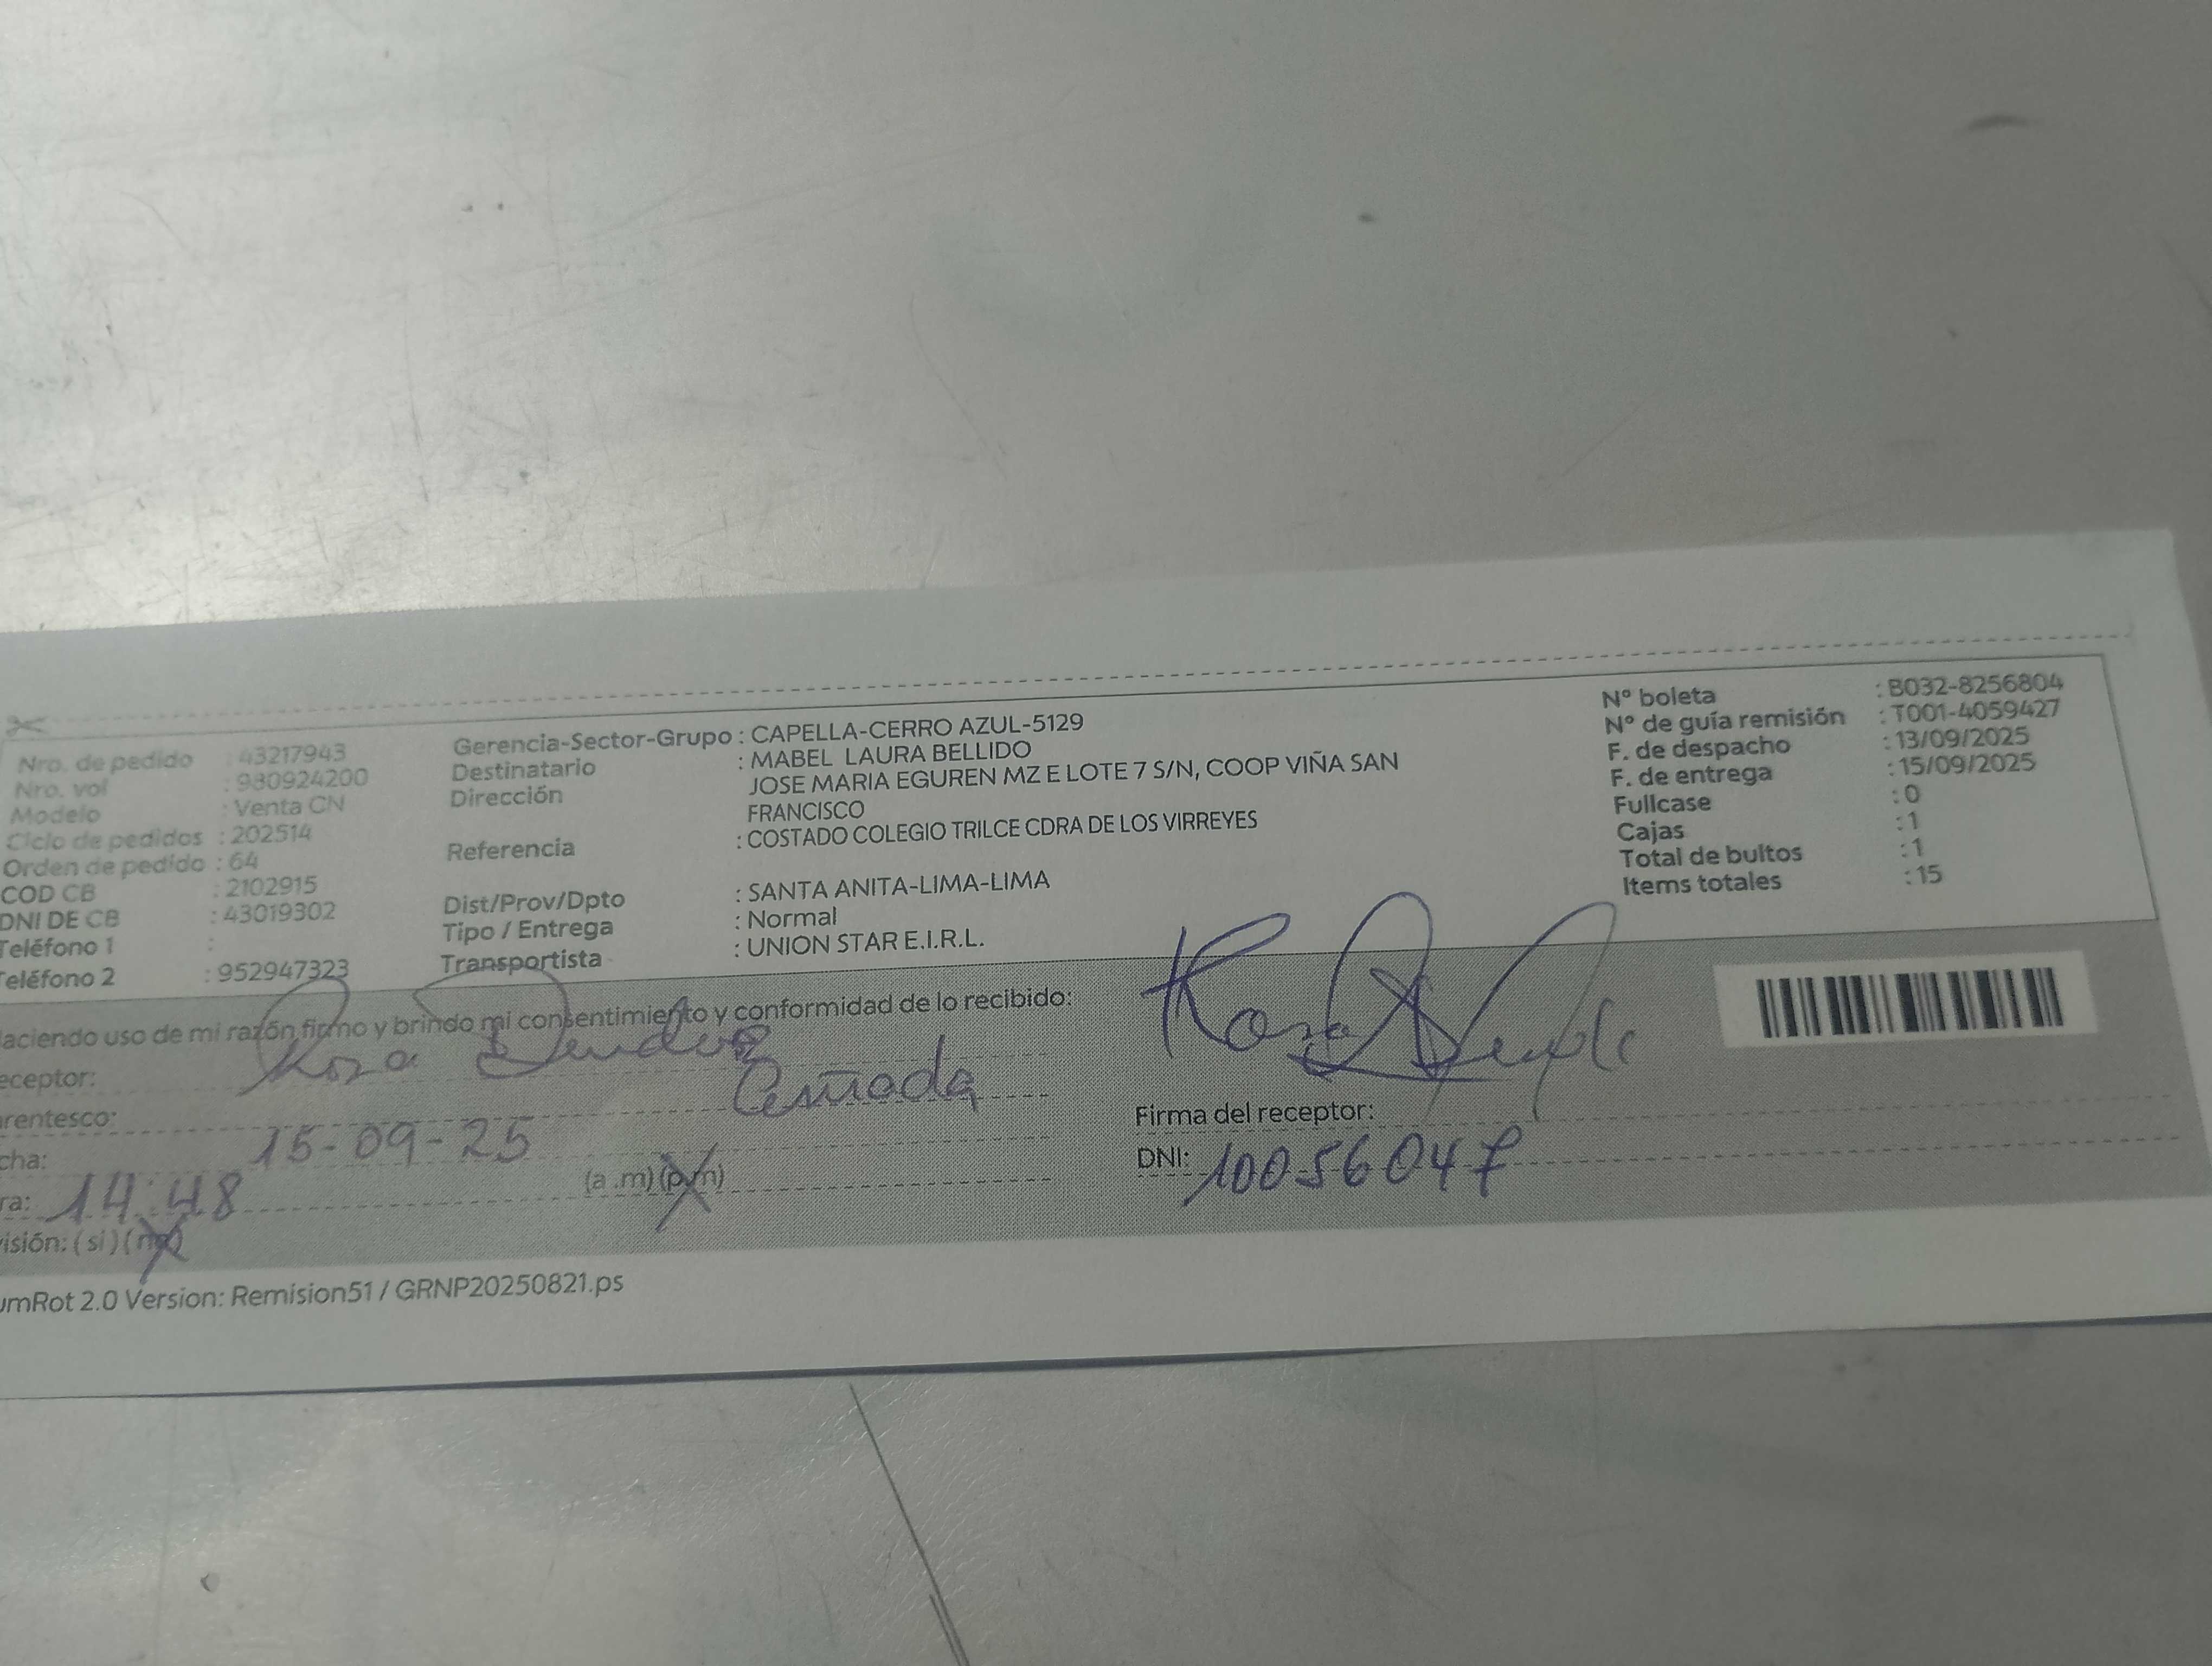 Nro. de pedido : 43217943
Nro. vol : 980924200
Modelo : Venta CN
Ciclo de pedidos : 202514
Orden de pedido : 64
COD CB : 2102915
DNI DE CB : 43019302
Teléfono 1 :
Teléfono 2 : 952947323
Gerencia-Sector-Grupo : CAPELLA-CERRO AZUL-5129
Destinatario : MABEL LAURA BELLIDO
Dirección JOSE MARIA EGUREN MZ E LOTE 7 S/N, COOP VIÑA SAN
FRANCISCO
Referencia : COSTADO COLEGIO TRILCE CDRA DE LOS VIRREYES
Dist/Prov/Dpto : SANTA ANITA-LIMA-LIMA
Tipo / Entrega : Normal
Transportista : UNION STAR E.I.R.L.
N° boleta : B032-8256804
N° de guía remisión : T001-4059427
F. de despacho : 13/09/2025
F. de entrega : 15/09/2025
Fullcase : 0
Cajas : 1
Total de bultos : 1
Items totales : 15
aciendo uso de mi razón firmo y brindo mi consentimiento y conformidad de lo recibido:
eceptor: Rosa
rentesco:
cha: 15-09-25
ra: 14:48 (a.m) (p.m)
isión: (si) (no)
Firma del receptor:
DNI: 10056047
umRot 2.0 Version: Remision51 / GRNP20250821.ps